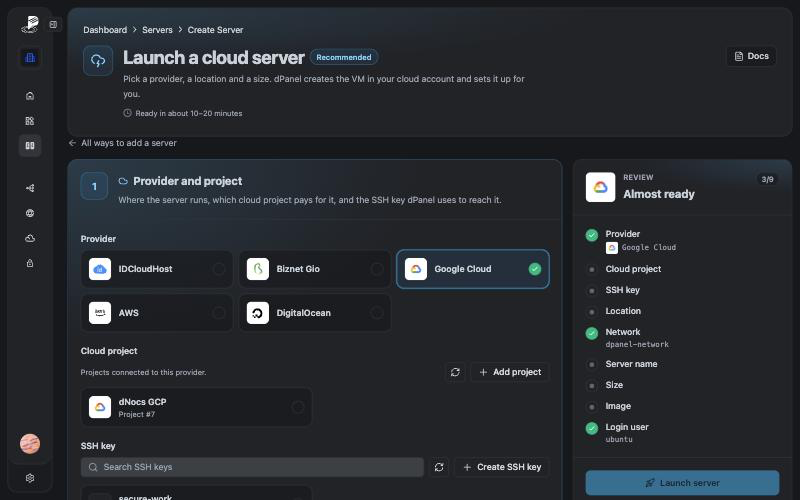 Dashboard > Servers > Create Server
Launch a cloud server Recommended
Docs
Pick a provider, a location and a size. dPanel creates the VM in your cloud account and sets it up for
you.
Ready in about 10–20 minutes
← All ways to add a server
1 Provider and project
Where the server runs, which cloud project pays for it, and the SSH key dPanel uses to reach it.
Provider
IDCloudHost
Biznet Gio
Google Cloud
AWS
DigitalOcean
Cloud project
Projects connected to this provider.
+ Add project
dNocs GCP
Project #7
SSH key
Search SSH keys
+ Create SSH key
secure-work
REVIEW
Almost ready
3/9
Provider
Google Cloud
Cloud project
SSH key
Location
Network
dpanel-network
Server name
Size
Image
Login user
ubuntu
Launch server